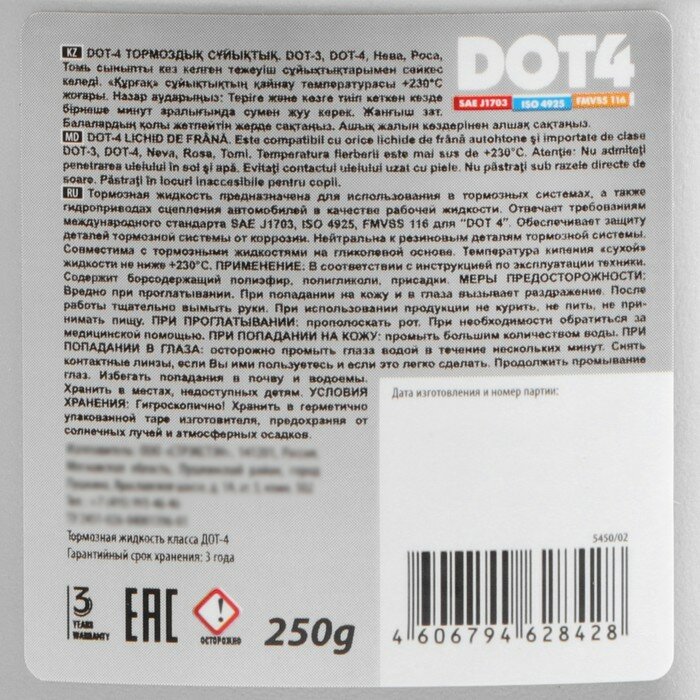 KZ DOT-4 ТОРМОЗДЫҚ СҰЙЫҚТЫҚ. DOT-3, DOT-4, Нева, Роса,
Томь сыныпты кез келген тежеуіш сұйықтықтарымен сәйкес
келеді. «Құрғақ» сұйықтықтың қайнау температурасы +230°С
жоғары. Назар аударыңыз: Теріге және көзге тиіп кеткен кезде
бірнеше минут аралығында сумен жуу керек. Жанғыш зат.
Балалардың қолы жетпейтін жерде сақтаңыз. Ашық жалын көздерінен алшақ сақтаңыз.
DOT4
SAE J1703 ISO 4925 FMVSS 116
MD DOT-4 LICHID DE FRÂNĂ. Este compatibil cu orice lichide de frână autohtone şi importate de clase
DOT-3, DOT-4, Neva, Rosa, Tomi. Temperatura fierberii este mai sus de +230°C. Atenţie: Nu admiteţi
penetrarea uleiului în sol şi apă. Evitaţi contactul uleiului uzat cu piele. Nu păstraţi sub razele directe de
soare. Păstraţi în locuri inaccesibile pentru copii.
RU Тормозная жидкость предназначена для использования в тормозных системах, а также
гидроприводах сцепления автомобилей в качестве рабочей жидкости. Отвечает требованиям
международного стандарта SAE J1703, ISO 4925, FMVSS 116 для "DOT 4". Обеспечивает защиту
деталей тормозной системы от коррозии. Нейтральна к резиновым деталям тормозной системы.
Совместима с тормозными жидкостями на гликолевой основе. Температура кипения «сухой»
жидкости не ниже +230°С. ПРИМЕНЕНИЕ: В соответствии с инструкцией по эксплуатации техники.
Содержит борсодержащий полиэфир, полигликоли, присадки. МЕРЫ ПРЕДОСТОРОЖНОСТИ:
Вредно при проглатывании. При попадании на кожу и в глаза вызывает раздражение. После
работы тщательно вымыть руки. При использовании продукции не курить, не пить, не при-
нимать пищу. ПРИ ПРОГЛАТЫВАНИИ: прополоскать рот. При необходимости обратиться за
медицинской помощью. ПРИ ПОПАДАНИИ НА КОЖУ: промыть большим количеством воды. ПРИ
ПОПАДАНИИ В ГЛАЗА: осторожно промыть глаза водой в течение нескольких минут. Снять
контактные линзы, если Вы ими пользуетесь и если это легко сделать. Продолжить промывание
глаз. Избегать попадания в почву и водоемы.
Хранить в местах, недоступных детям. УСЛОВИЯ
ХРАНЕНИЯ: Гигроскопично! Хранить в герметично
упакованной таре изготовителя, предохраняя от
солнечных лучей и атмосферных осадков.
Дата изготовления и номер партии:
Тормозная жидкость класса ДОТ-4
Гарантийный срок хранения: 3 года
5450/02
3 YEARS WARRANTY
EAC
ОСТОРОЖНО
250g
4 606794 628428